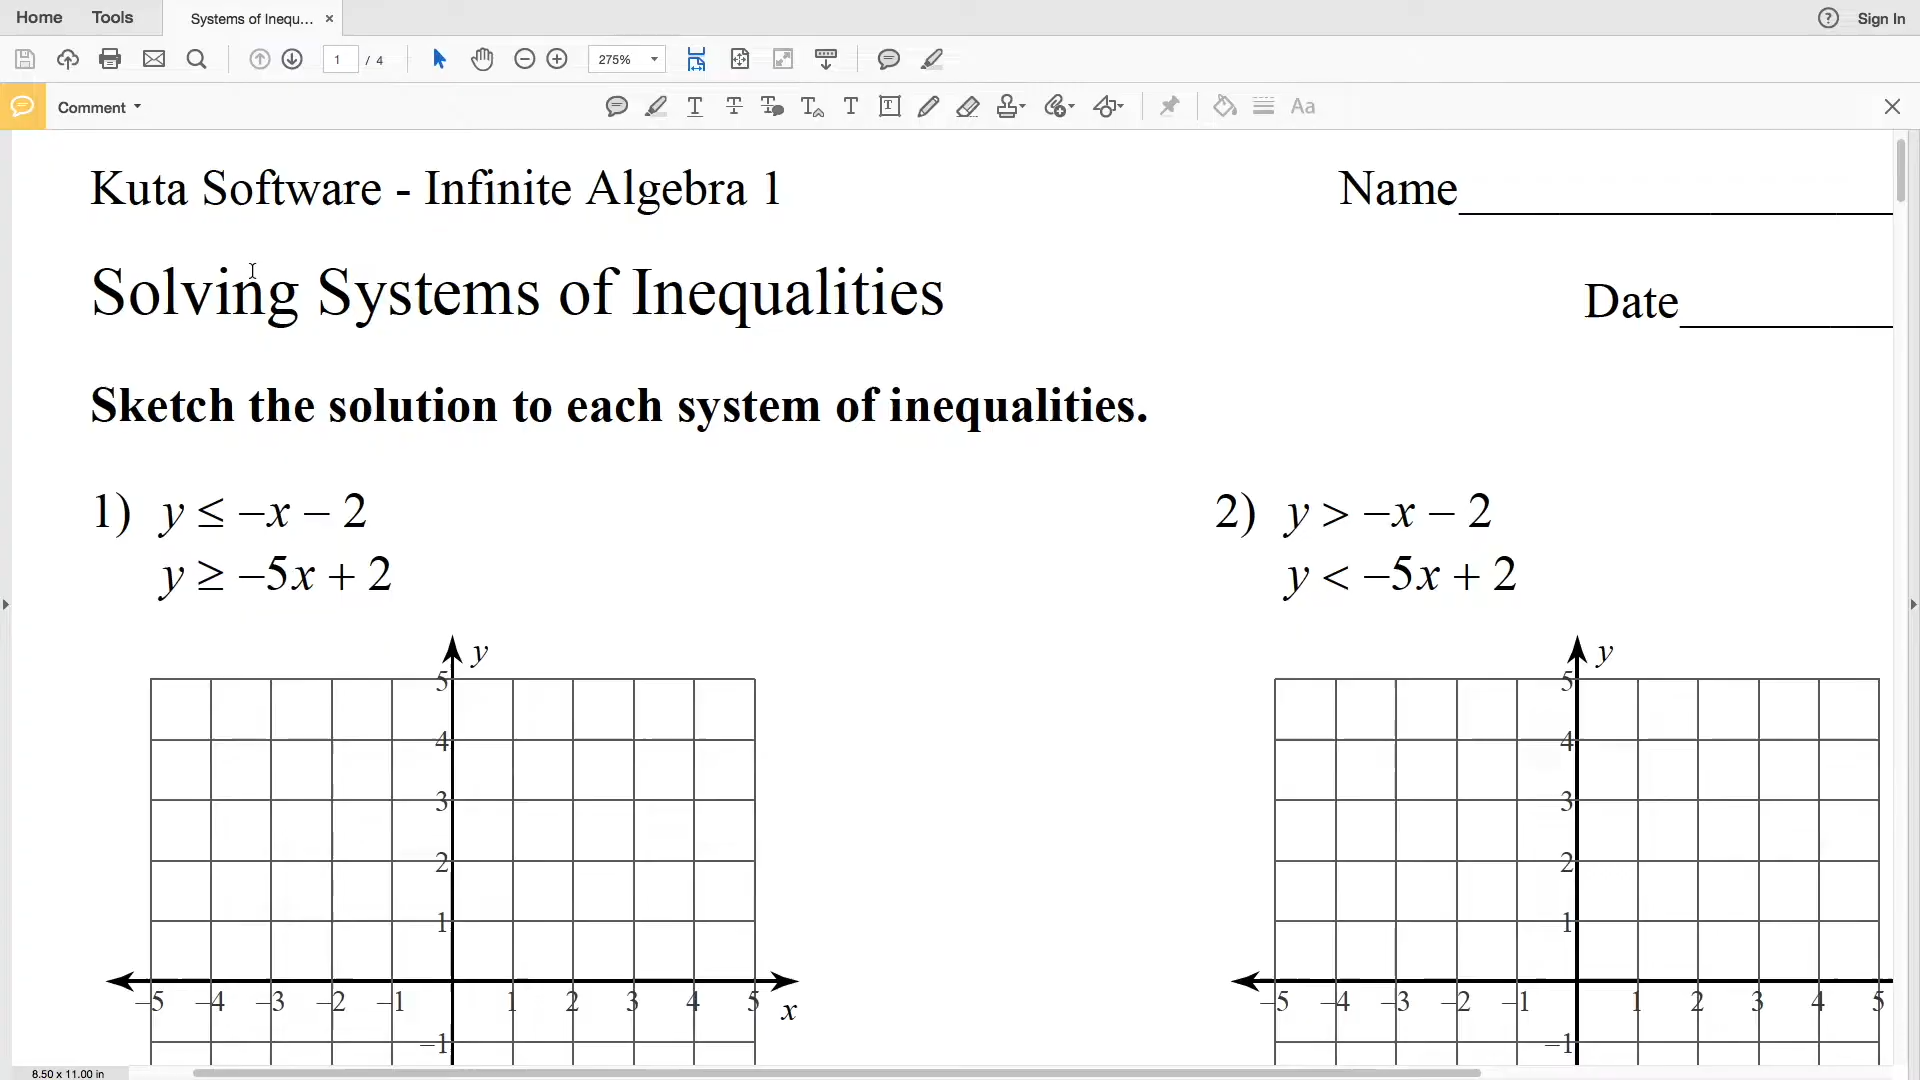 Home Tools Systems of Inequ... × ? Sign In
1 / 4 275%
Comment
Kuta Software - Infinite Algebra 1 Name
Solving Systems of Inequalities Date
Sketch the solution to each system of inequalities.
1) y ≤ −x − 2
y ≥ −5x + 2
2) y > −x − 2
y < −5x + 2
y
5
4
3
2
1
−5 −4 −3 −2 −1 1 2 3 4 5 x
−1
y
5
4
3
2
1
−5 −4 −3 −2 −1 1 2 3 4 5
−1
8.50 x 11.00 in